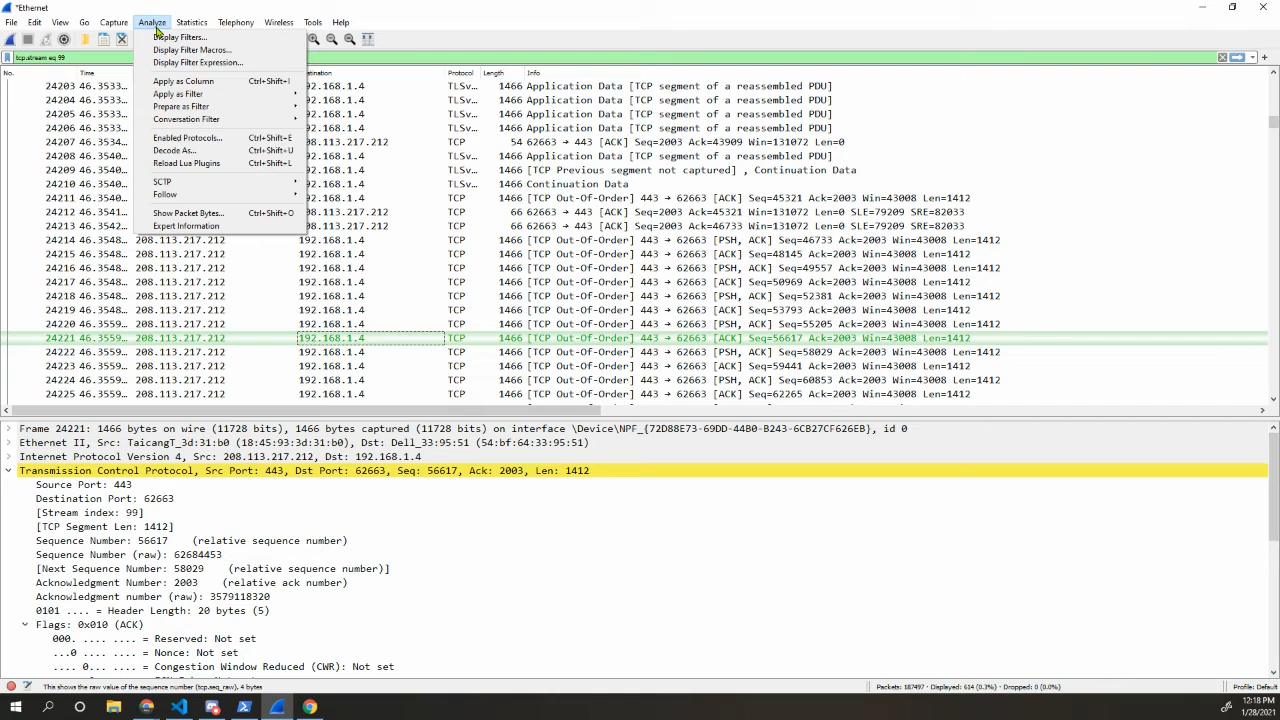 *Ethernet
File Edit View Go Capture Analyze Statistics Telephony Wireless Tools Help
tcp.stream eq 99
Display Filters...
Display Filter Macros...
Display Filter Expression...
Apply as Column Ctrl+Shift+I
Apply as Filter
Prepare as Filter
Conversation Filter
Enabled Protocols... Ctrl+Shift+E
Decode As... Ctrl+Shift+U
Reload Lua Plugins Ctrl+Shift+L
SCTP
Follow
Show Packet Bytes... Ctrl+Shift+O
Expert Information
No. Time stination Protocol Length Info
24203 46.3533... 92.168.1.4 TLSv... 1466 Application Data [TCP segment of a reassembled PDU]
24204 46.3533... 92.168.1.4 TLSv... 1466 Application Data [TCP segment of a reassembled PDU]
24205 46.3533... 92.168.1.4 TLSv... 1466 Application Data [TCP segment of a reassembled PDU]
24206 46.3533... 92.168.1.4 TLSv... 1466 Application Data [TCP segment of a reassembled PDU]
24207 46.3534... 08.113.217.212 TCP 54 62663 → 443 [ACK] Seq=2003 Ack=43909 Win=131072 Len=0
24208 46.3540... 92.168.1.4 TLSv... 1466 Application Data [TCP segment of a reassembled PDU]
24209 46.3540... 92.168.1.4 TLSv... 1466 [TCP Previous segment not captured] , Continuation Data
24210 46.3540... 92.168.1.4 TLSv... 1466 Continuation Data
24211 46.3540... 92.168.1.4 TCP 1466 [TCP Out-Of-Order] 443 → 62663 [ACK] Seq=45321 Ack=2003 Win=43008 Len=1412
24212 46.3541... 08.113.217.212 TCP 66 62663 → 443 [ACK] Seq=2003 Ack=45321 Win=131072 Len=0 SLE=79209 SRE=82033
24213 46.3542... 08.113.217.212 TCP 66 62663 → 443 [ACK] Seq=2003 Ack=46733 Win=131072 Len=0 SLE=79209 SRE=82033
24214 46.3548... 208.113.217.212 192.168.1.4 TCP 1466 [TCP Out-Of-Order] 443 → 62663 [PSH, ACK] Seq=46733 Ack=2003 Win=43008 Len=1412
24215 46.3548... 208.113.217.212 192.168.1.4 TCP 1466 [TCP Out-Of-Order] 443 → 62663 [ACK] Seq=48145 Ack=2003 Win=43008 Len=1412
24216 46.3548... 208.113.217.212 192.168.1.4 TCP 1466 [TCP Out-Of-Order] 443 → 62663 [PSH, ACK] Seq=49557 Ack=2003 Win=43008 Len=1412
24217 46.3548... 208.113.217.212 192.168.1.4 TCP 1466 [TCP Out-Of-Order] 443 → 62663 [ACK] Seq=50969 Ack=2003 Win=43008 Len=1412
24218 46.3548... 208.113.217.212 192.168.1.4 TCP 1466 [TCP Out-Of-Order] 443 → 62663 [PSH, ACK] Seq=52381 Ack=2003 Win=43008 Len=1412
24219 46.3548... 208.113.217.212 192.168.1.4 TCP 1466 [TCP Out-Of-Order] 443 → 62663 [ACK] Seq=53793 Ack=2003 Win=43008 Len=1412
24220 46.3559... 208.113.217.212 192.168.1.4 TCP 1466 [TCP Out-Of-Order] 443 → 62663 [PSH, ACK] Seq=55205 Ack=2003 Win=43008 Len=1412
24221 46.3559... 208.113.217.212 192.168.1.4 TCP 1466 [TCP Out-Of-Order] 443 → 62663 [ACK] Seq=56617 Ack=2003 Win=43008 Len=1412
24222 46.3559... 208.113.217.212 192.168.1.4 TCP 1466 [TCP Out-Of-Order] 443 → 62663 [PSH, ACK] Seq=58029 Ack=2003 Win=43008 Len=1412
24223 46.3559... 208.113.217.212 192.168.1.4 TCP 1466 [TCP Out-Of-Order] 443 → 62663 [ACK] Seq=59441 Ack=2003 Win=43008 Len=1412
24224 46.3559... 208.113.217.212 192.168.1.4 TCP 1466 [TCP Out-Of-Order] 443 → 62663 [PSH, ACK] Seq=60853 Ack=2003 Win=43008 Len=1412
24225 46.3559... 208.113.217.212 192.168.1.4 TCP 1466 [TCP Out-Of-Order] 443 → 62663 [ACK] Seq=62265 Ack=2003 Win=43008 Len=1412
Frame 24221: 1466 bytes on wire (11728 bits), 1466 bytes captured (11728 bits) on interface \Device\NPF_{72D88E73-69DD-44B0-B243-6CB27CF626EB}, id 0
Ethernet II, Src: TaicangT_3d:31:b0 (18:45:93:3d:31:b0), Dst: Dell_33:95:51 (54:bf:64:33:95:51)
Internet Protocol Version 4, Src: 208.113.217.212, Dst: 192.168.1.4
Transmission Control Protocol, Src Port: 443, Dst Port: 62663, Seq: 56617, Ack: 2003, Len: 1412
Source Port: 443
Destination Port: 62663
[Stream index: 99]
[TCP Segment Len: 1412]
Sequence Number: 56617 (relative sequence number)
Sequence Number (raw): 62684453
[Next Sequence Number: 58029 (relative sequence number)]
Acknowledgment Number: 2003 (relative ack number)
Acknowledgment number (raw): 3579118320
0101 .... = Header Length: 20 bytes (5)
Flags: 0x010 (ACK)
000. .... .... = Reserved: Not set
...0 .... .... = Nonce: Not set
.... 0... .... = Congestion Window Reduced (CWR): Not set
This shows the raw value of the sequence number (tcp.seq_raw), 4 bytes
Packets: 187497 · Displayed: 614 (0.3%) · Dropped: 0 (0.0%)
Profile: Default
12:18 PM
1/28/2021